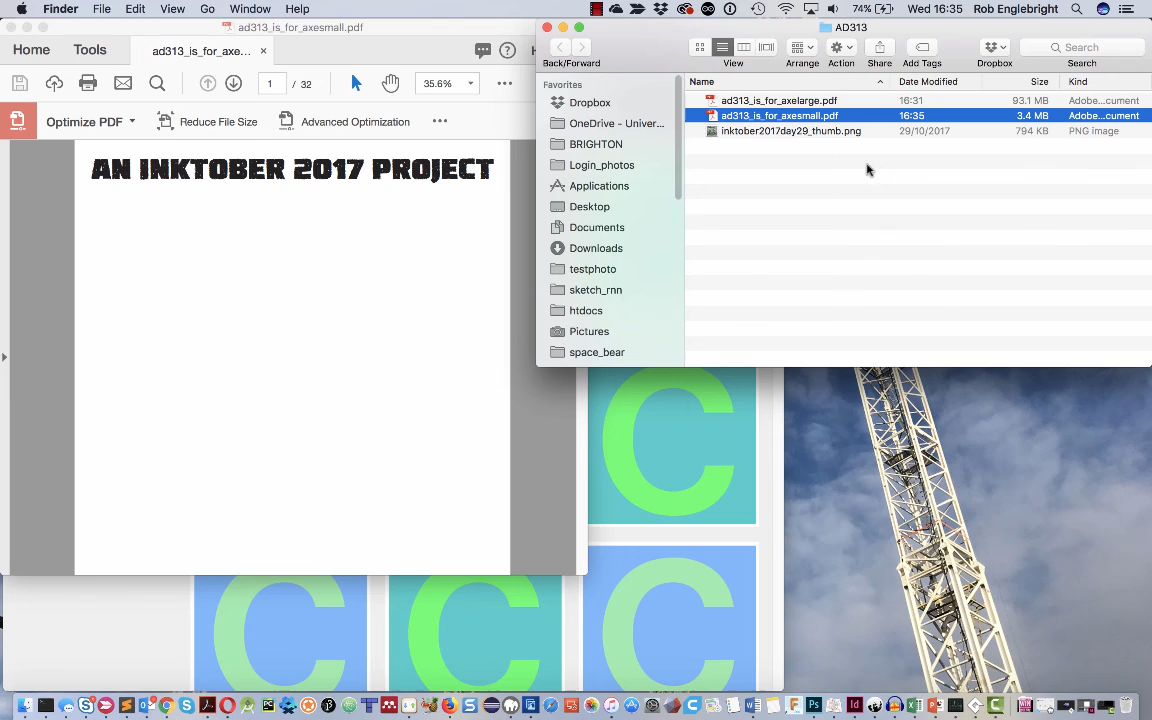 Finder File Edit View Go Window Help
74% Wed 16:35 Rob Englebright
ad313_is_for_axesmall.pdf
Home Tools ad313_is_for_axe... ×
1 / 32 35.6%
Optimize PDF Reduce File Size Advanced Optimization
AN INKTOBER 2017 PROJECT
AD313
Search
Back/Forward View Arrange Action Share Add Tags Dropbox Search
Favorites
Dropbox
OneDrive - Univer...
BRIGHTON
Login_photos
Applications
Desktop
Documents
Downloads
testphoto
sketch_rnn
htdocs
Pictures
space_bear
Name Date Modified Size Kind
ad313_is_for_axelarge.pdf 16:31 93.1 MB Adobe...cument
ad313_is_for_axesmall.pdf 16:35 3.4 MB Adobe...cument
inktober2017day29_thumb.png 29/10/2017 794 KB PNG image
C
C C C